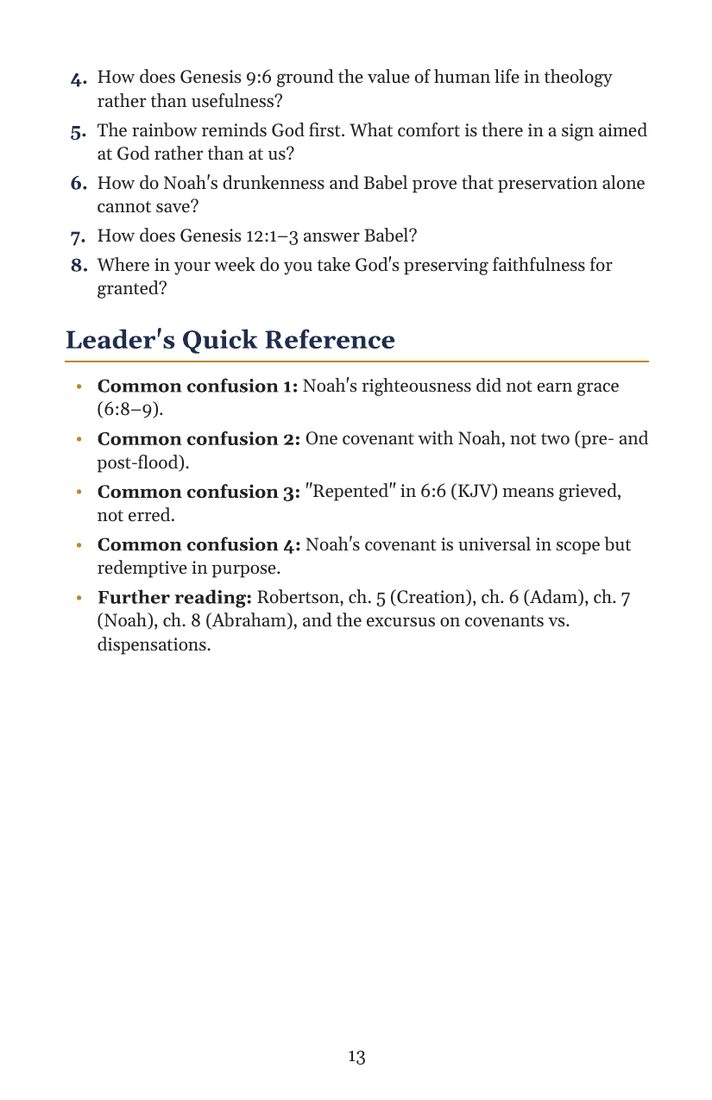 4. How does Genesis 9:6 ground the value of human life in theology
rather than usefulness?
5. The rainbow reminds God first. What comfort is there in a sign aimed
at God rather than at us?
6. How do Noah's drunkenness and Babel prove that preservation alone
cannot save?
7. How does Genesis 12:1–3 answer Babel?
8. Where in your week do you take God's preserving faithfulness for
granted?
Leader's Quick Reference
• Common confusion 1: Noah's righteousness did not earn grace
(6:8–9).
• Common confusion 2: One covenant with Noah, not two (pre- and
post-flood).
• Common confusion 3: "Repented" in 6:6 (KJV) means grieved,
not erred.
• Common confusion 4: Noah's covenant is universal in scope but
redemptive in purpose.
• Further reading: Robertson, ch. 5 (Creation), ch. 6 (Adam), ch. 7
(Noah), ch. 8 (Abraham), and the excursus on covenants vs.
dispensations.
13